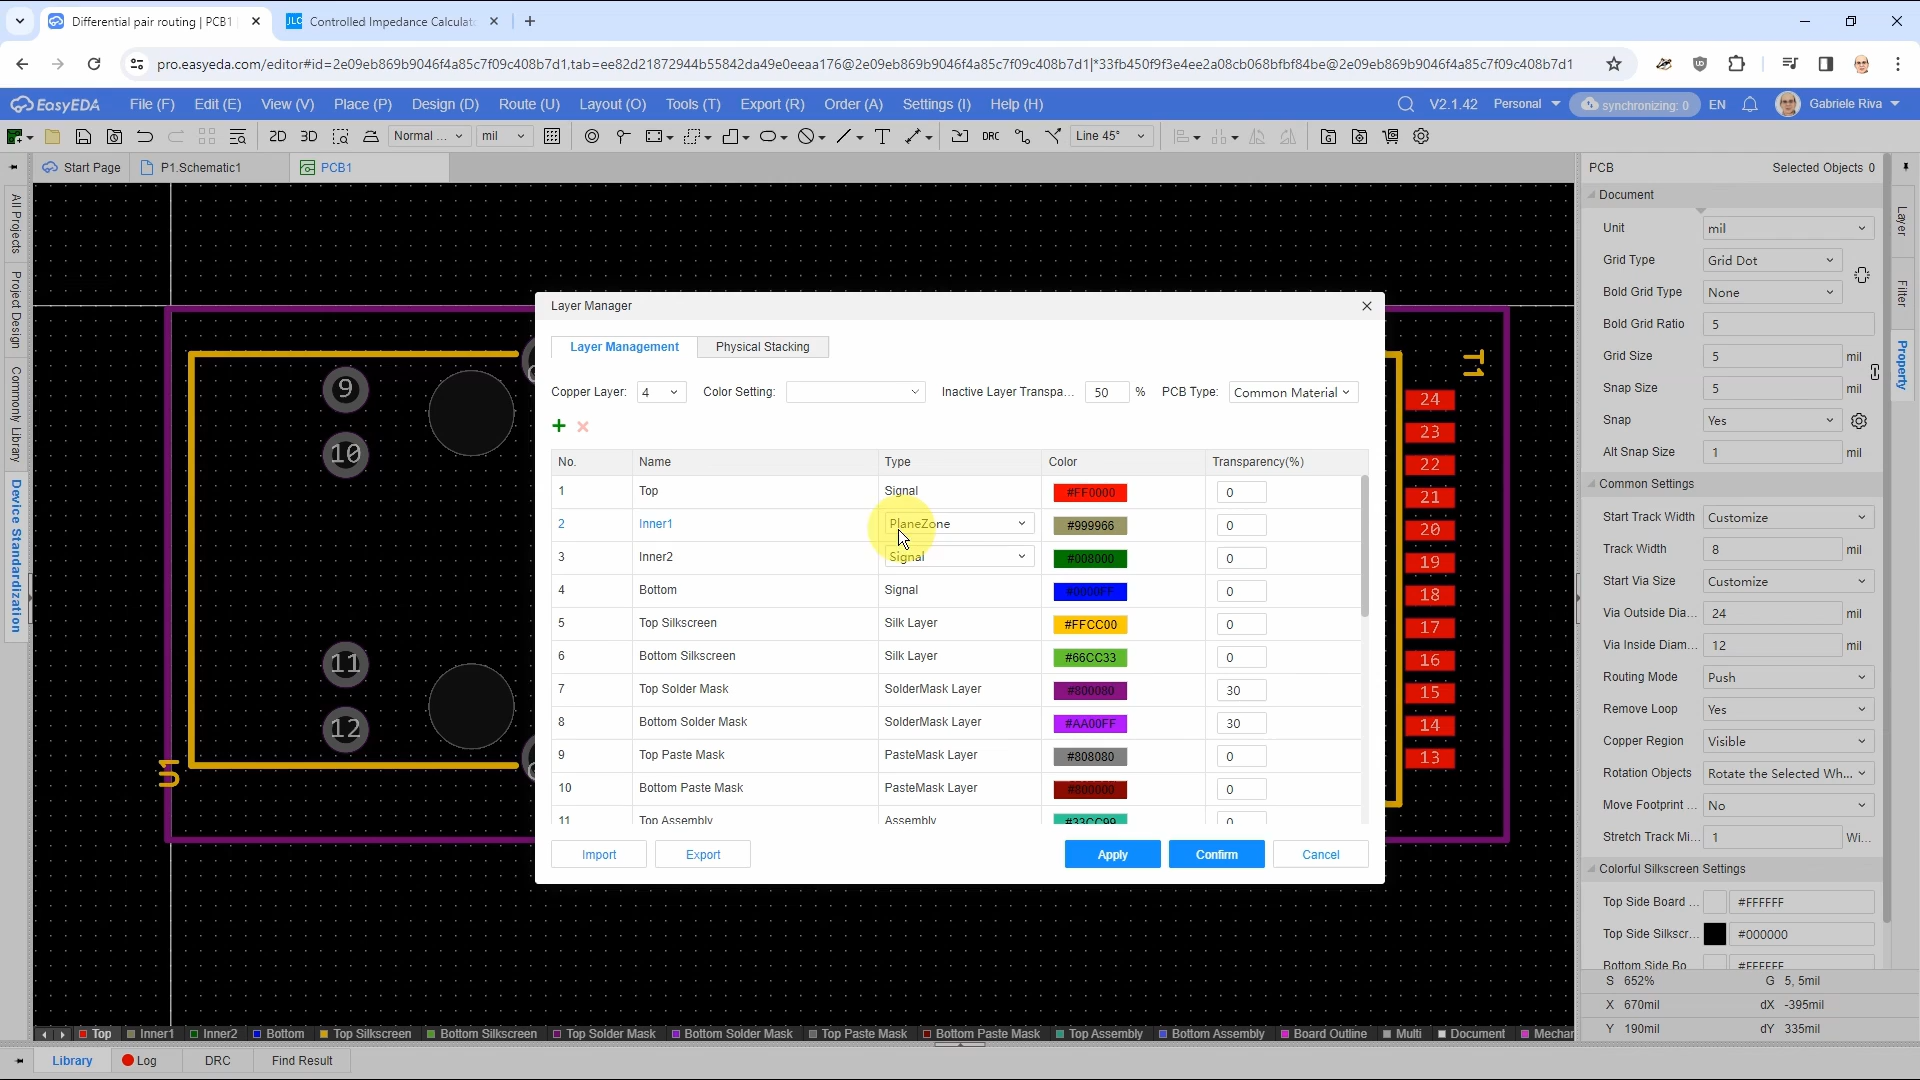 Differential pair routing | PCB1
JLC Controlled Impedance Calculat
pro.easyeda.com/editor#id=2e09eb869b9046f4a85c7f09c408b7d1,tab=ee82d21872944b55842da49e0eeaa176@2e09eb869b9046f4a85c7f09c408b7d1|*33fb450f9f3e4ee2a08cb068bfbf84be@2e09eb869b9046f4a85c7f09c408b7d1
EasyEDA File (F) Edit (E) View (V) Place (P) Design (D) Route (U) Layout (O) Tools (T) Export (R) Order (A) Settings (I) Help (H) V2.1.42 Personal synchronizing: 0 EN Gabriele Riva
2D 3D Normal ... mil T DRC Line 45°
Start Page P1.Schematic1 PCB1
All Projects
Project Design
Commonly Library
Device Standardization
9
10
11
12
U1
T1
24
23
22
21
20
19
18
17
16
15
14
13
Layer Manager
Layer Management Physical Stacking
Copper Layer: 4 Color Setting: Inactive Layer Transpa... 50 % PCB Type: Common Material
No. Name Type Color Transparency(%)
1 Top Signal #FF0000 0
2 Inner1 PlaneZone #999966 0
3 Inner2 Signal #008000 0
4 Bottom Signal #0000FF 0
5 Top Silkscreen Silk Layer #FFCC00 0
6 Bottom Silkscreen Silk Layer #66CC33 0
7 Top Solder Mask SolderMask Layer #800080 30
8 Bottom Solder Mask SolderMask Layer #AA00FF 30
9 Top Paste Mask PasteMask Layer #808080 0
10 Bottom Paste Mask PasteMask Layer #800000 0
11 Top Assembly Assembly #33CC99 0
Import Export Apply Confirm Cancel
PCB Selected Objects 0
Document
Unit mil
Grid Type Grid Dot
Bold Grid Type None
Bold Grid Ratio 5
Grid Size 5 mil
Snap Size 5 mil
Snap Yes
Alt Snap Size 1 mil
Common Settings
Start Track Width Customize
Track Width 8 mil
Start Via Size Customize
Via Outside Dia... 24 mil
Via Inside Diam... 12 mil
Routing Mode Push
Remove Loop Yes
Copper Region Visible
Rotation Objects Rotate the Selected Wh...
Move Footprint ... No
Stretch Track Mi... 1 Wi...
Colorful Silkscreen Settings
Top Side Board ... #FFFFFF
Top Side Silkscr... #000000
Bottom Side Bo #FFFFFF
S 652% G 5, 5mil
X 670mil dX -395mil
Y 190mil dY 335mil
Layer
Filter
Property
Top Inner1 Inner2 Bottom Top Silkscreen Bottom Silkscreen Top Solder Mask Bottom Solder Mask Top Paste Mask Bottom Paste Mask Top Assembly Bottom Assembly Board Outline Multi Document Mechar
Library Log DRC Find Result